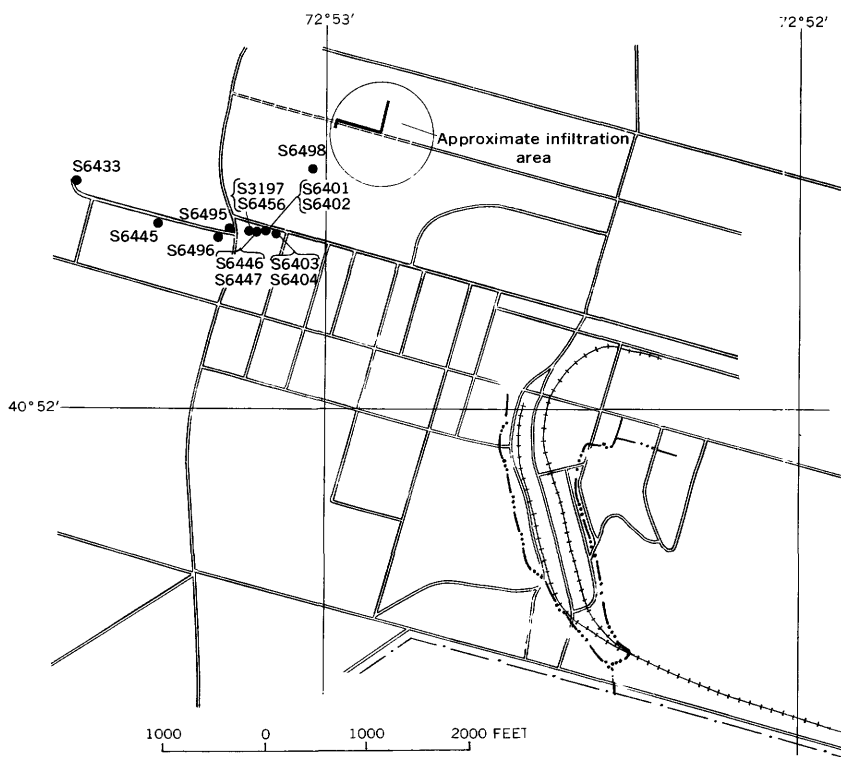 72°53′
72°52′
Approximate infiltration
area
S6498
S6433
S3197
S6456
S6401
S6402
S6495
S6445
S6496
S6446
S6447
S6403
S6404
40°52′
1000 0 1000 2000 FEET